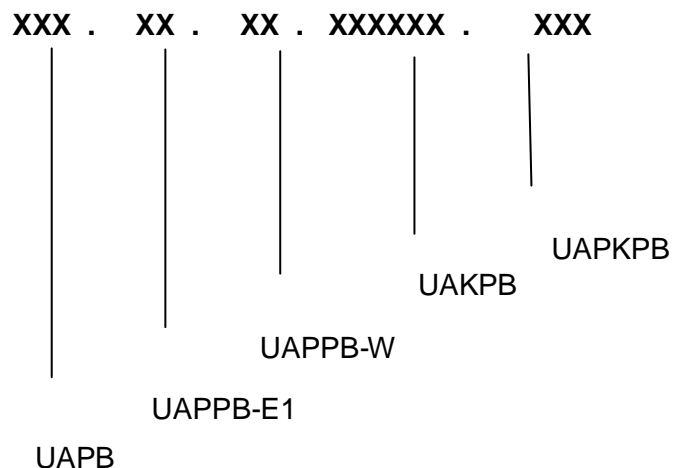 XXX . XX . XX . XXXXXX . XXX
UAPKPB
UAKPB
UAPPB-W
UAPPB-E1
UAPB